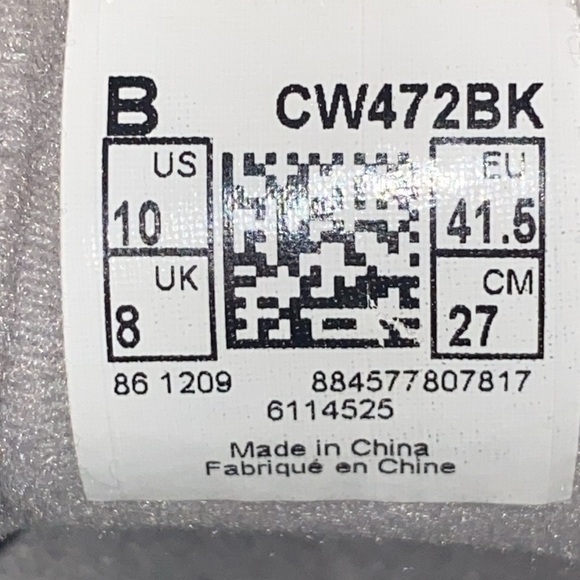 B CW472BK
US EU
10 41.5
UK CM
8 27
86 1209 884577807817
6114525
Made in China
Fabriqué en Chine